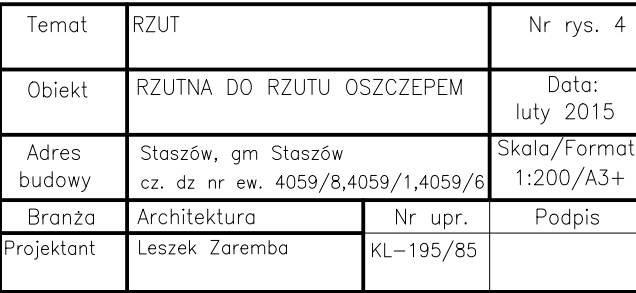 Temat RZUT Nr rys. 4
Obiekt RZUTNA DO RZUTU OSZCZEPEM Data:
luty 2015
Adres budowy Staszów, gm Staszów Skala/Format
cz. dz nr ew. 4059/8,4059/1,4059/6 1:200/A3+
Branża Architektura Nr upr. Podpis
Projektant Leszek Zaremba KL-195/85